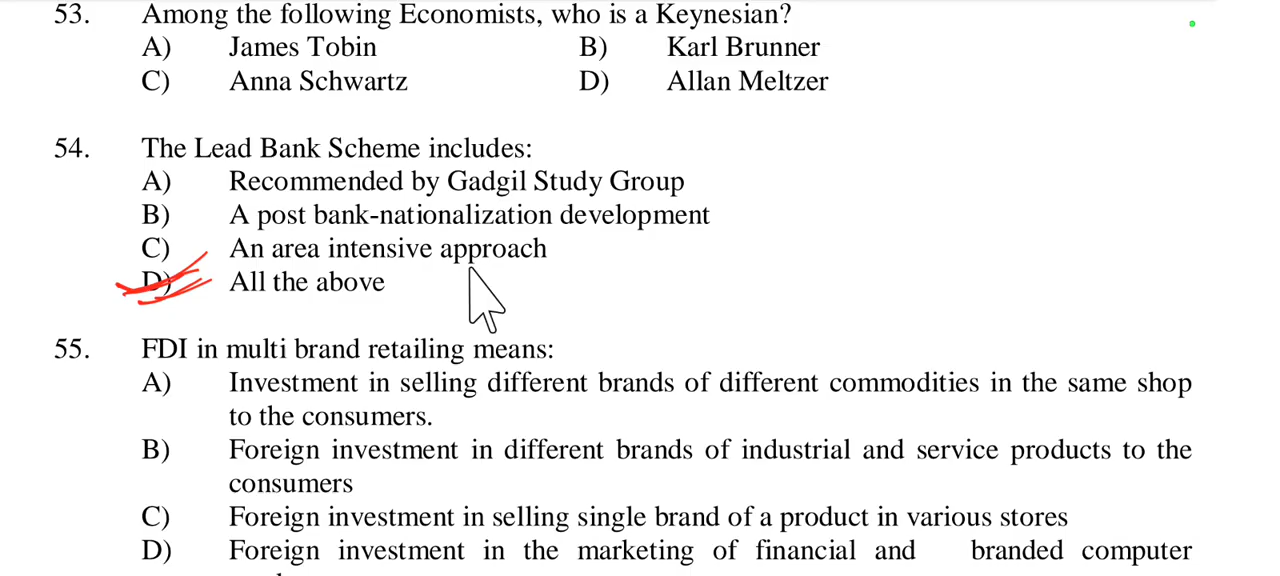 53. Among the following Economists, who is a Keynesian?
A) James Tobin B) Karl Brunner
C) Anna Schwartz D) Allan Meltzer
54. The Lead Bank Scheme includes:
A) Recommended by Gadgil Study Group
B) A post bank-nationalization development
C) An area intensive approach
D) All the above
55. FDI in multi brand retailing means:
A) Investment in selling different brands of different commodities in the same shop
to the consumers.
B) Foreign investment in different brands of industrial and service products to the
consumers
C) Foreign investment in selling single brand of a product in various stores
D) Foreign investment in the marketing of financial and branded computer